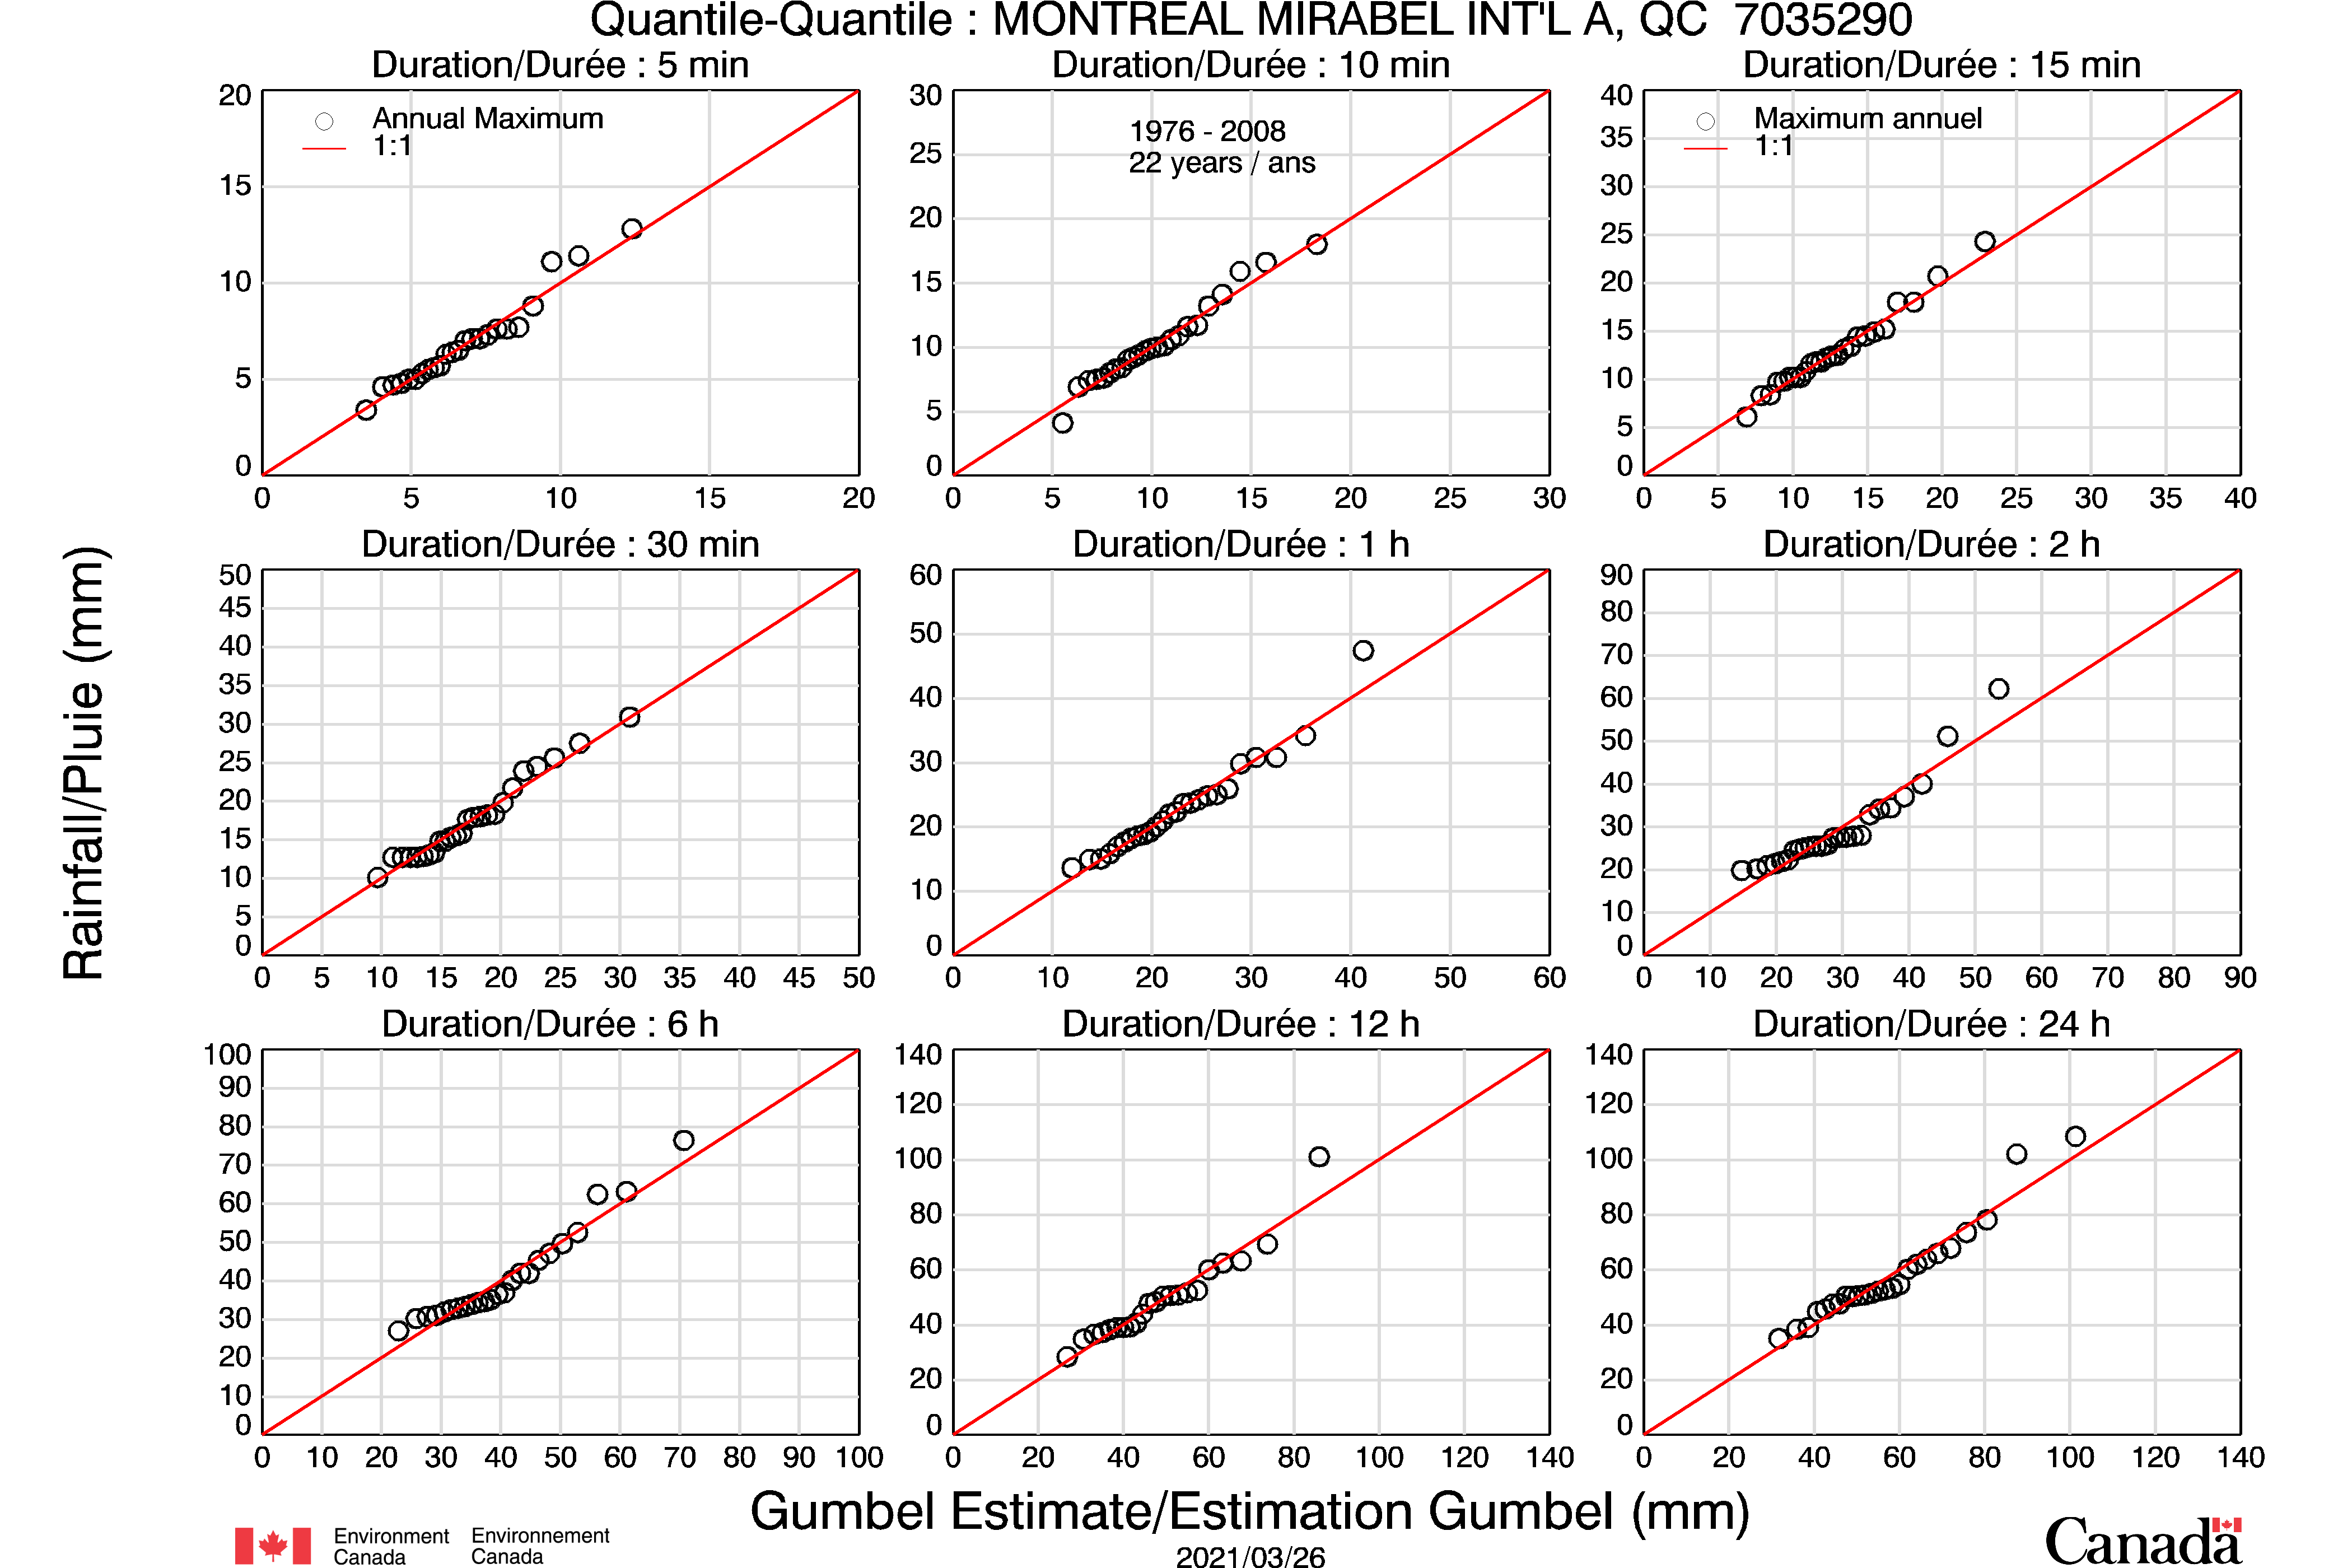 Quantile-Quantile : MONTREAL MIRABEL INT'L A, QC 7035290
Duration/Durée : 5 min
20
15
10
5
0
0 5 10 15 20
Annual Maximum
1:1
Duration/Durée : 10 min
30
25
20
15
10
5
0
0 5 10 15 20 25 30
1976 - 2008
22 years / ans
Duration/Durée : 15 min
40
35
30
25
20
15
10
5
0
0 5 10 15 20 25 30 35 40
Maximum annuel
1:1
Rainfall/Pluie (mm)
Duration/Durée : 30 min
50
45
40
35
30
25
20
15
10
5
0
0 5 10 15 20 25 30 35 40 45 50
Duration/Durée : 1 h
60
50
40
30
20
10
0
0 10 20 30 40 50 60
Duration/Durée : 2 h
90
80
70
60
50
40
30
20
10
0
0 10 20 30 40 50 60 70 80 90
Duration/Durée : 6 h
100
90
80
70
60
50
40
30
20
10
0
0 10 20 30 40 50 60 70 80 90 100
Duration/Durée : 12 h
140
120
100
80
60
40
20
0
0 20 40 60 80 100 120 140
Duration/Durée : 24 h
140
120
100
80
60
40
20
0
0 20 40 60 80 100 120 140
Gumbel Estimate/Estimation Gumbel (mm)
Environment Environnement
Canada Canada
2021/03/26
Canada